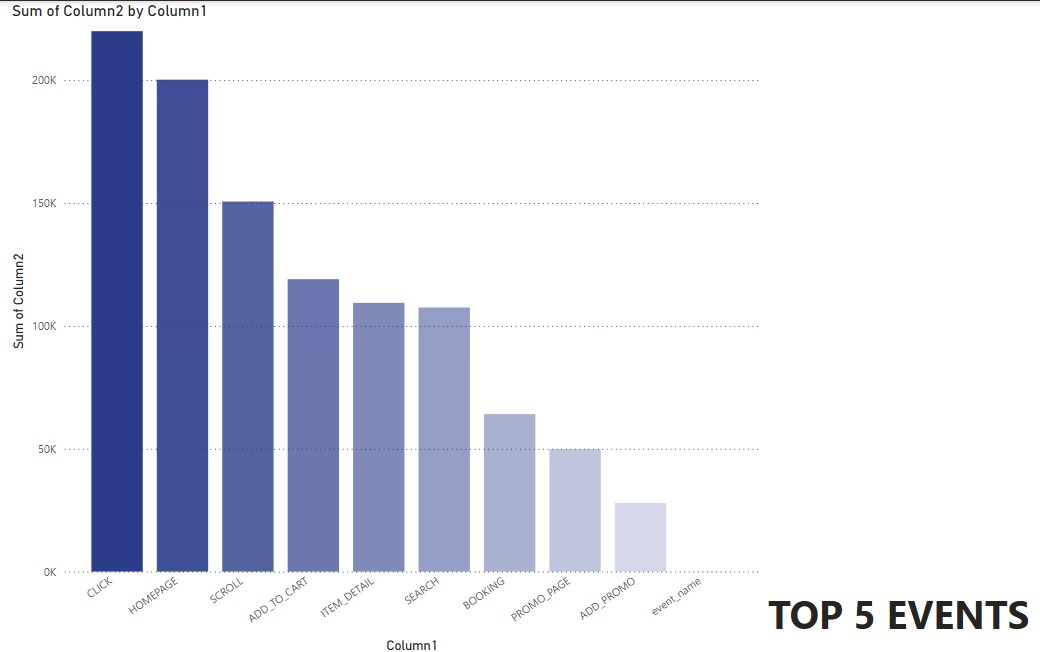 Sum of Column2 by Column1
Sum of Column2
200K
150K
100K
50K
0K
CLICK
HOMEPAGE
SCROLL
ADD_TO_CART
ITEM_DETAIL
SEARCH
BOOKING
PROMO_PAGE
ADD_PROMO
event_name
Column1
TOP 5 EVENTS